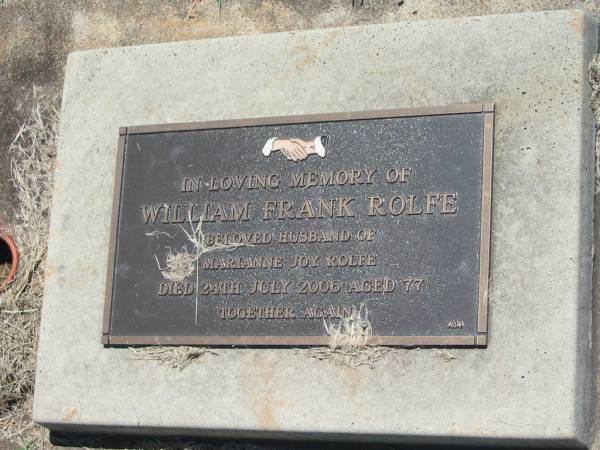 IN LOVING MEMORY OF
WILLIAM FRANK ROLFE
BELOVED HUSBAND OF
MARIANNE JOY ROLFE
DIED 24TH JULY 2006 AGED 77
TOGETHER AGAIN